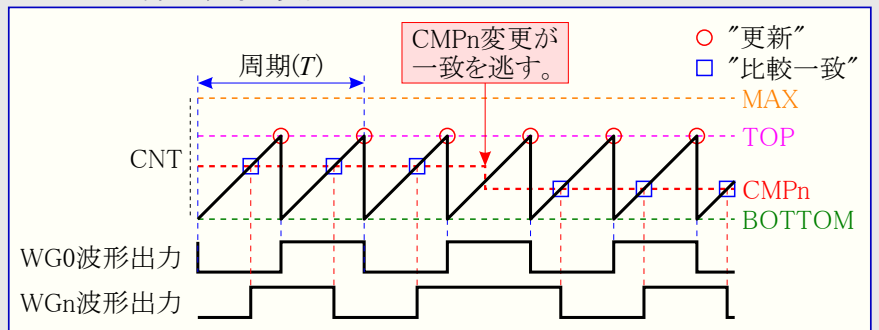 CMPn変更が
一致を逃す。
"更新"
"比較一致"
周期(T)
MAX
TOP
CNT
CMPn
BOTTOM
WG0波形出力
WGn波形出力